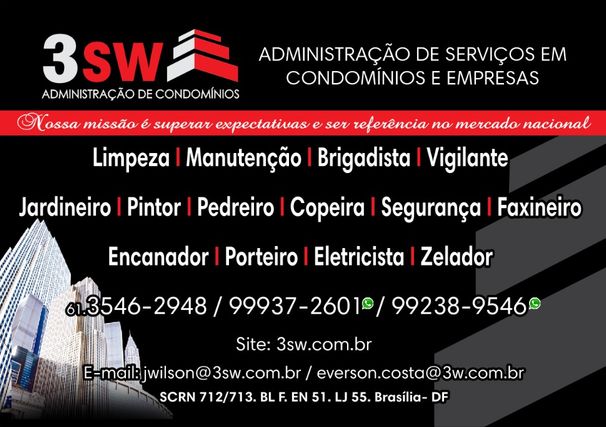 3SW
ADMINISTRAÇÃO DE CONDOMÍNIOS
ADMINISTRAÇÃO DE SERVIÇOS EM
CONDOMÍNIOS E EMPRESAS
Nossa missão é superar expectativas e ser referência no mercado nacional
Limpeza | Manutenção | Brigadista | Vigilante
Jardineiro | Pintor | Pedreiro | Copeira | Segurança | Faxineiro
Encanador | Porteiro | Eletricista | Zelador
61.3546-2948 / 99937-2601 / 99238-9546
Site: 3sw.com.br
E-mail: jwilson@3sw.com.br / everson.costa@3w.com.br
SCRN 712/713. BL F. EN 51. LJ 55. Brasília- DF